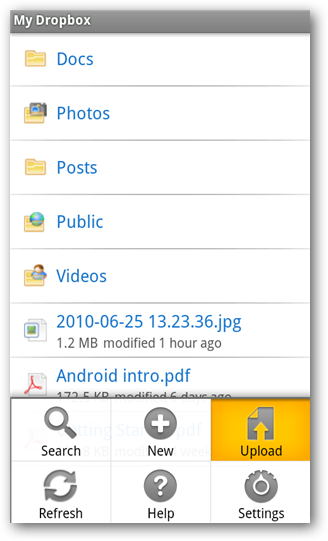 My Dropbox
Docs
Photos
Posts
Public
Videos
2010-06-25 13.23.36.jpg
1.2 MB modified 1 hour ago
Android intro.pdf
172.5 KB modified 6 days ago
Search
New
Upload
Refresh
Help
Settings